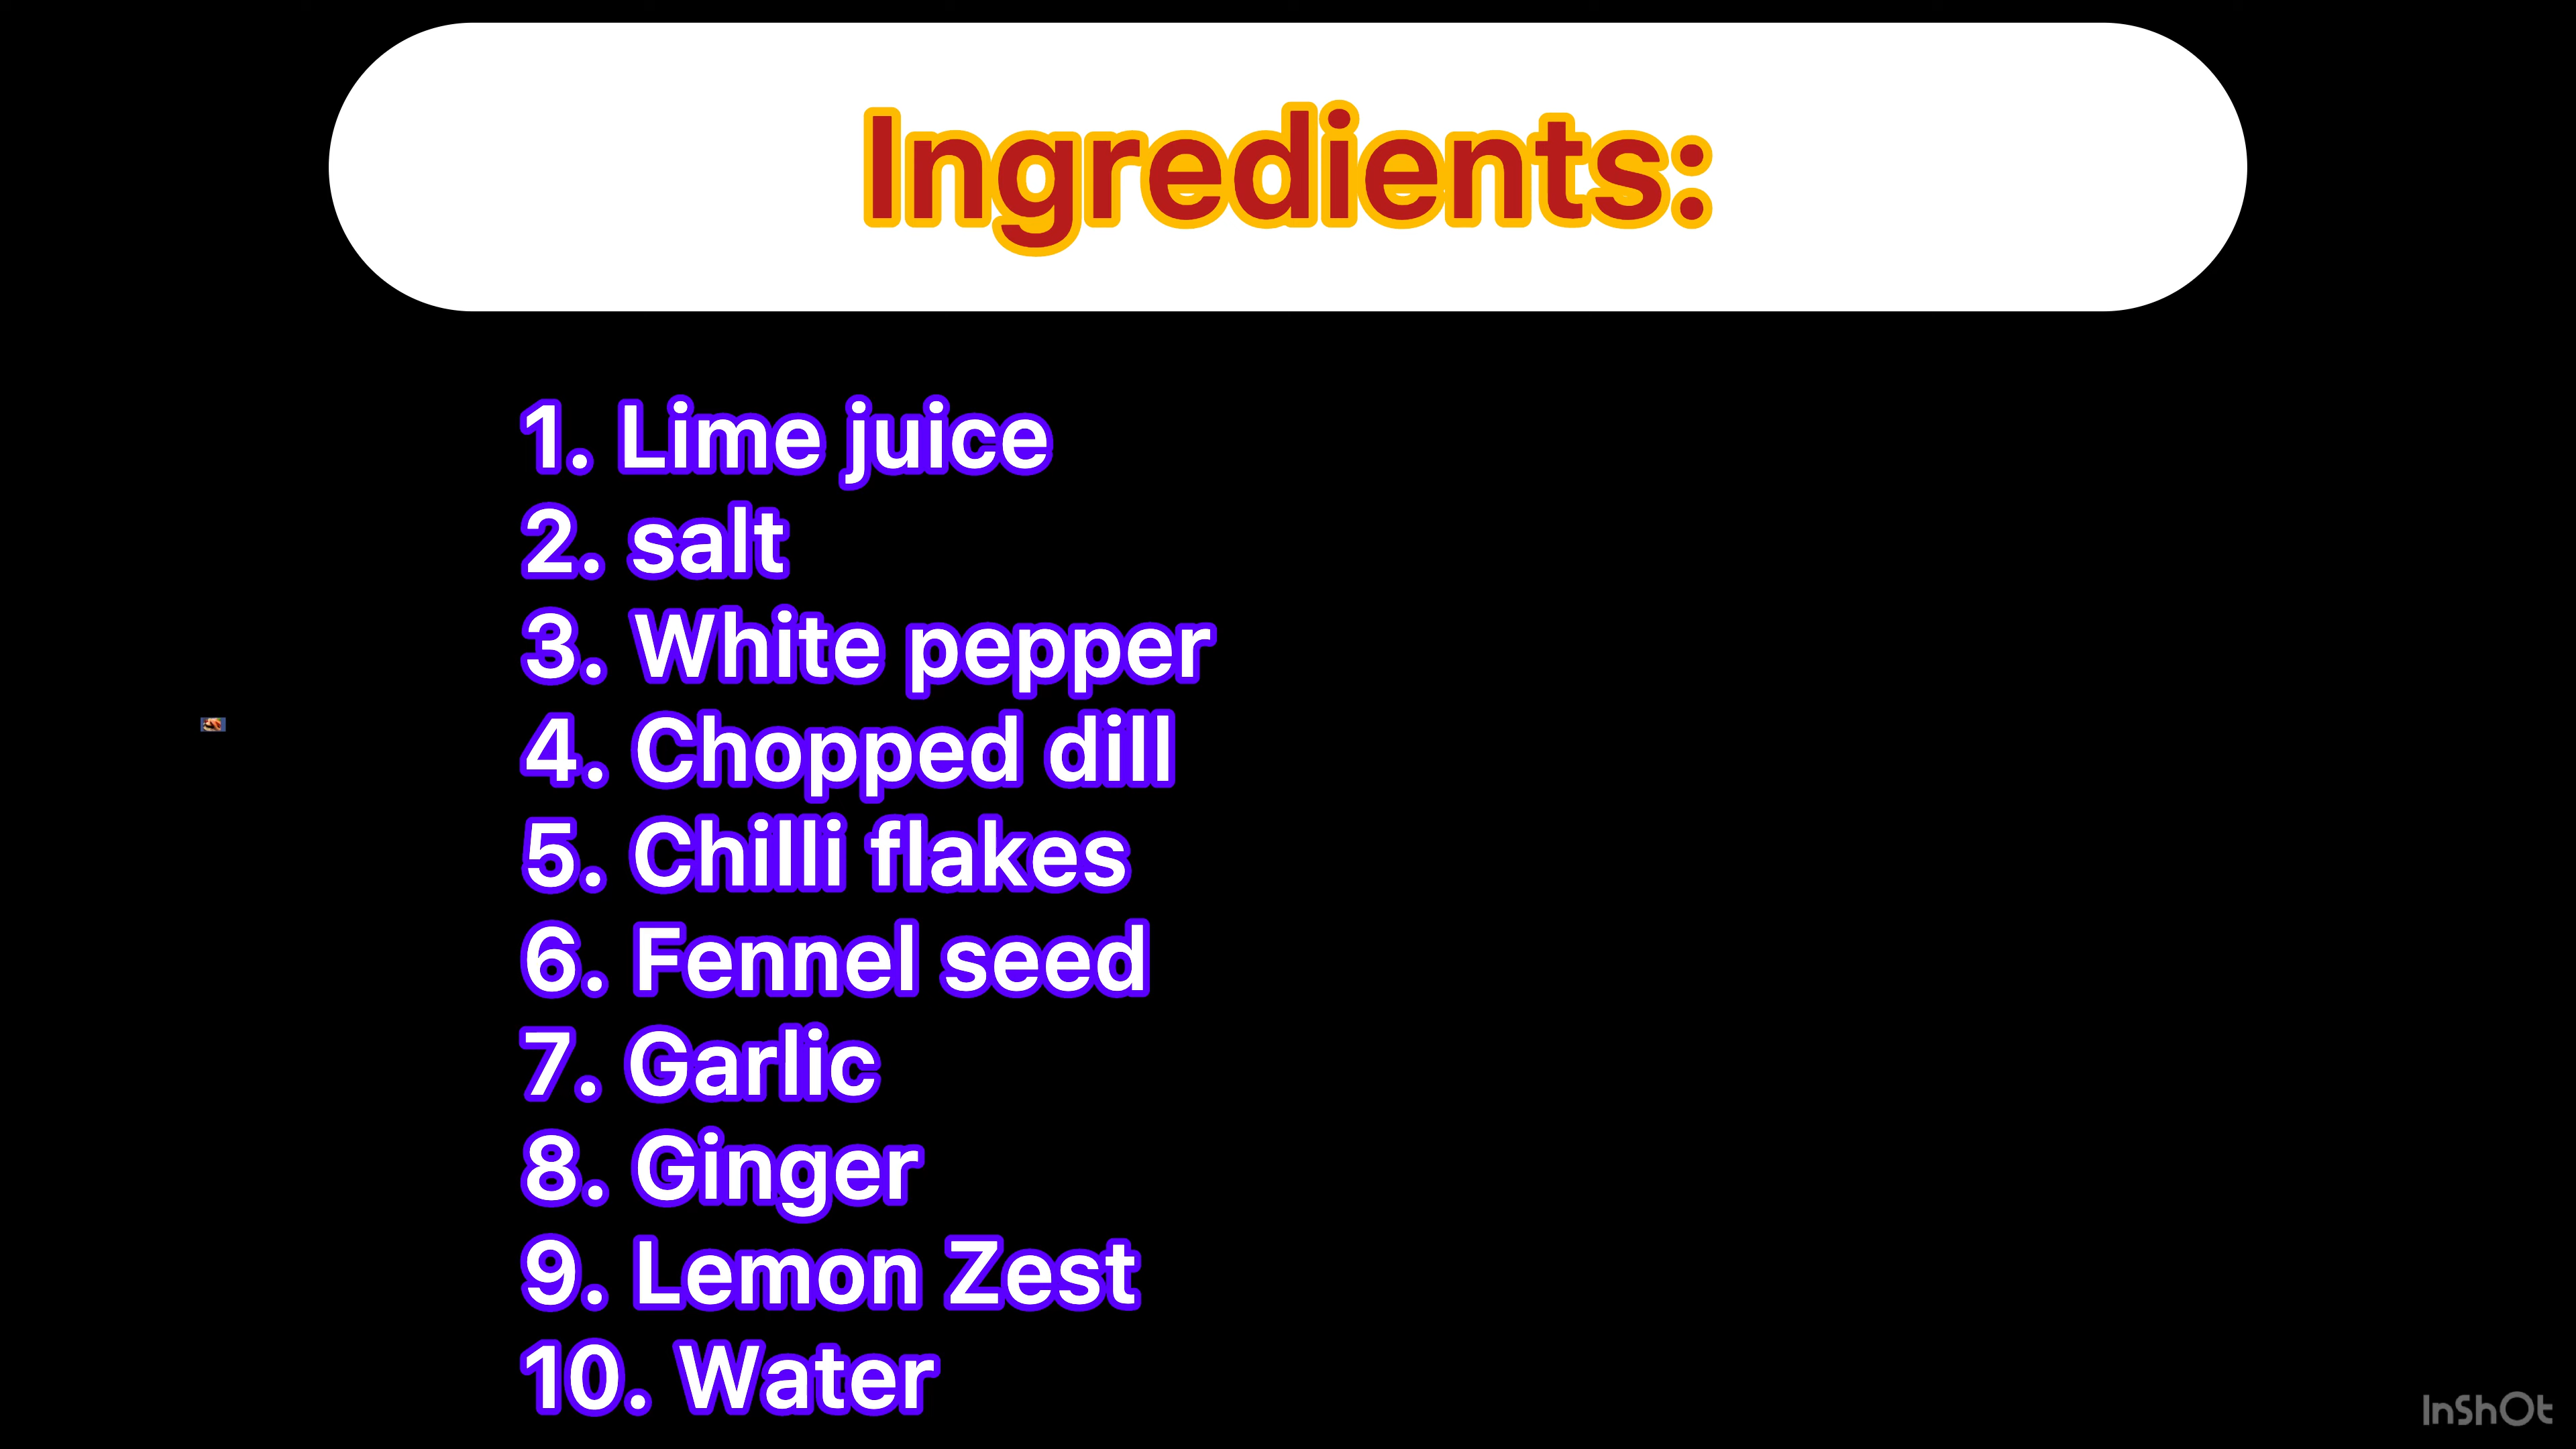 Ingredients:
1. Lime juice
2. salt
3. White pepper
4. Chopped dill
5. Chilli flakes
6. Fennel seed
7. Garlic
8. Ginger
9. Lemon Zest
10. Water
InShOt